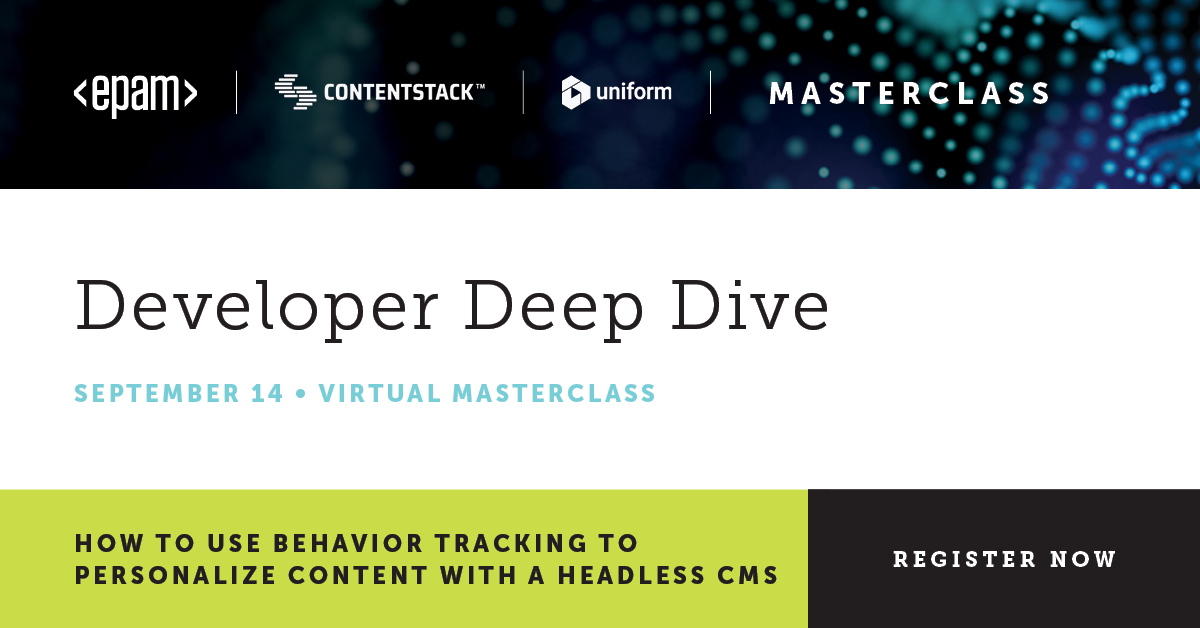 <epam> CONTENTSTACK™ uniform MASTERCLASS
Developer Deep Dive
SEPTEMBER 14 • VIRTUAL MASTERCLASS
HOW TO USE BEHAVIOR TRACKING TO
PERSONALIZE CONTENT WITH A HEADLESS CMS
REGISTER NOW